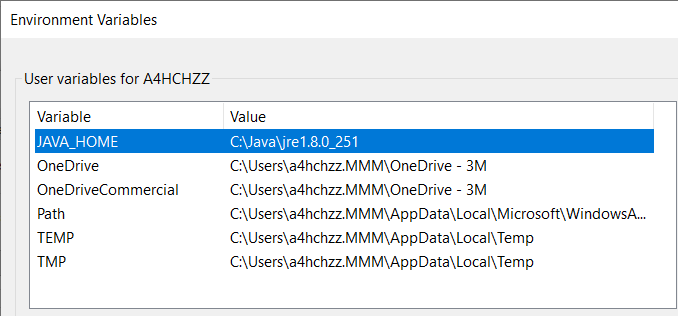 Environment Variables
User variables for A4HCHZZ
Variable Value
JAVA_HOME C:\Java\jre1.8.0_251
OneDrive C:\Users\a4hchzz.MMM\OneDrive - 3M
OneDriveCommercial C:\Users\a4hchzz.MMM\OneDrive - 3M
Path C:\Users\a4hchzz.MMM\AppData\Local\Microsoft\WindowsA...
TEMP C:\Users\a4hchzz.MMM\AppData\Local\Temp
TMP C:\Users\a4hchzz.MMM\AppData\Local\Temp